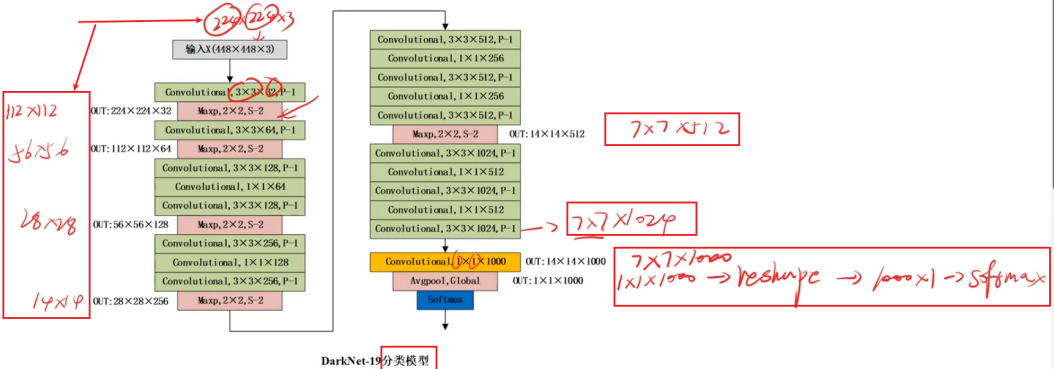 224×224×3
输入X(448×448×3)
Convolutional,3×3×32,P-1
112×112
OUT:224×224×32
Maxp,2×2,S-2
Convolutional,3×3×64,P-1
56×56
OUT:112×112×64
Maxp,2×2,S-2
Convolutional,3×3×128,P-1
Convolutional,1×1×64
Convolutional,3×3×128,P-1
28×28
OUT:56×56×128
Maxp,2×2,S-2
Convolutional,3×3×256,P-1
Convolutional,1×1×128
Convolutional,3×3×256,P-1
14×14
OUT:28×28×256
Maxp,2×2,S-2
Convolutional,3×3×512,P-1
Convolutional,1×1×256
Convolutional,3×3×512,P-1
Convolutional,1×1×256
Convolutional,3×3×512,P-1
Maxp,2×2,S-2
OUT:14×14×512
7×7×512
Convolutional,3×3×1024,P-1
Convolutional,1×1×512
Convolutional,3×3×1024,P-1
Convolutional,1×1×512
Convolutional,3×3×1024,P-1
7×7×1024
Convolutional,1×1×1000
OUT:14×14×1000
7×7×1000
Avgpool,Global
OUT:1×1×1000
1×1×1000→reshape→1000×1→softmax
Softmax
DarkNet-19分类模型